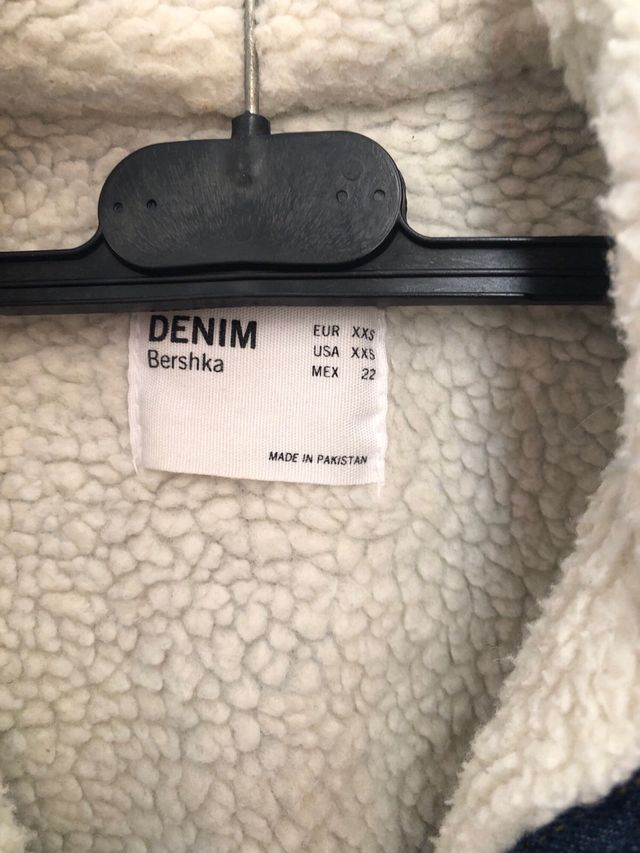 DENIM
Bershka
EUR XXS
USA XXS
MEX 22
MADE IN PAKISTAN